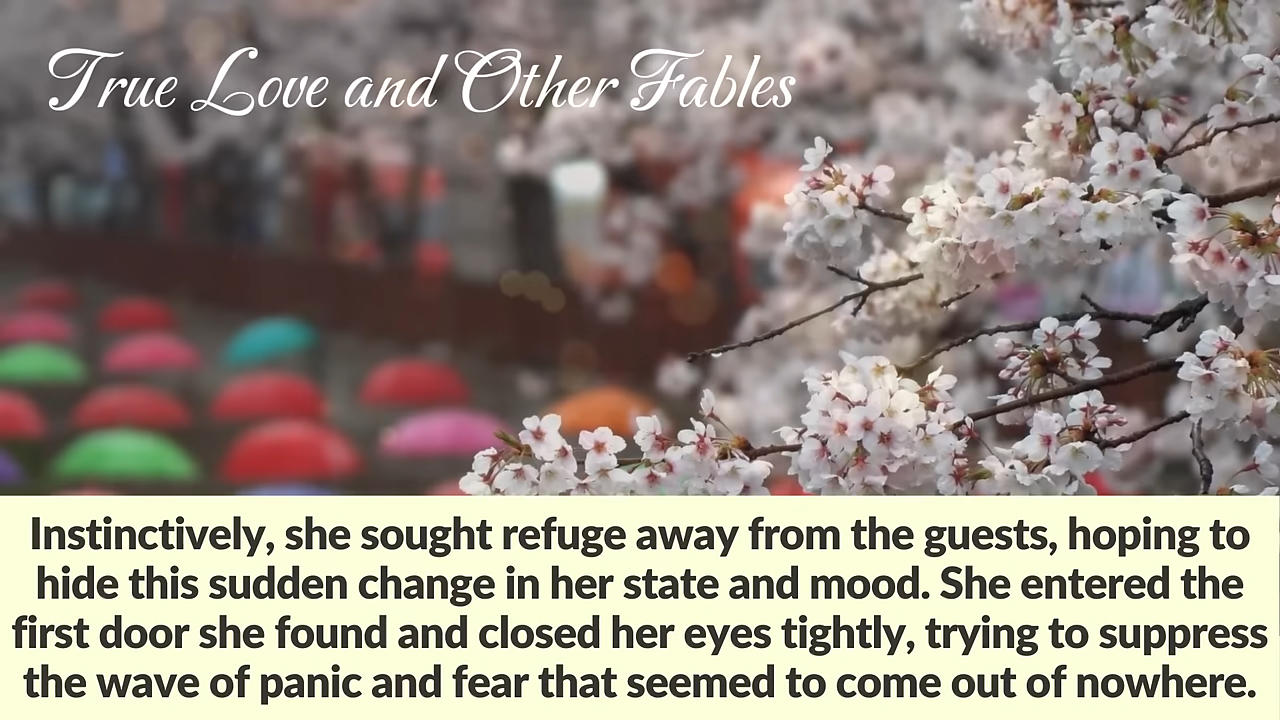 True Love and Other Fables
Instinctively, she sought refuge away from the guests, hoping to
hide this sudden change in her state and mood. She entered the
first door she found and closed her eyes tightly, trying to suppress
the wave of panic and fear that seemed to come out of nowhere.